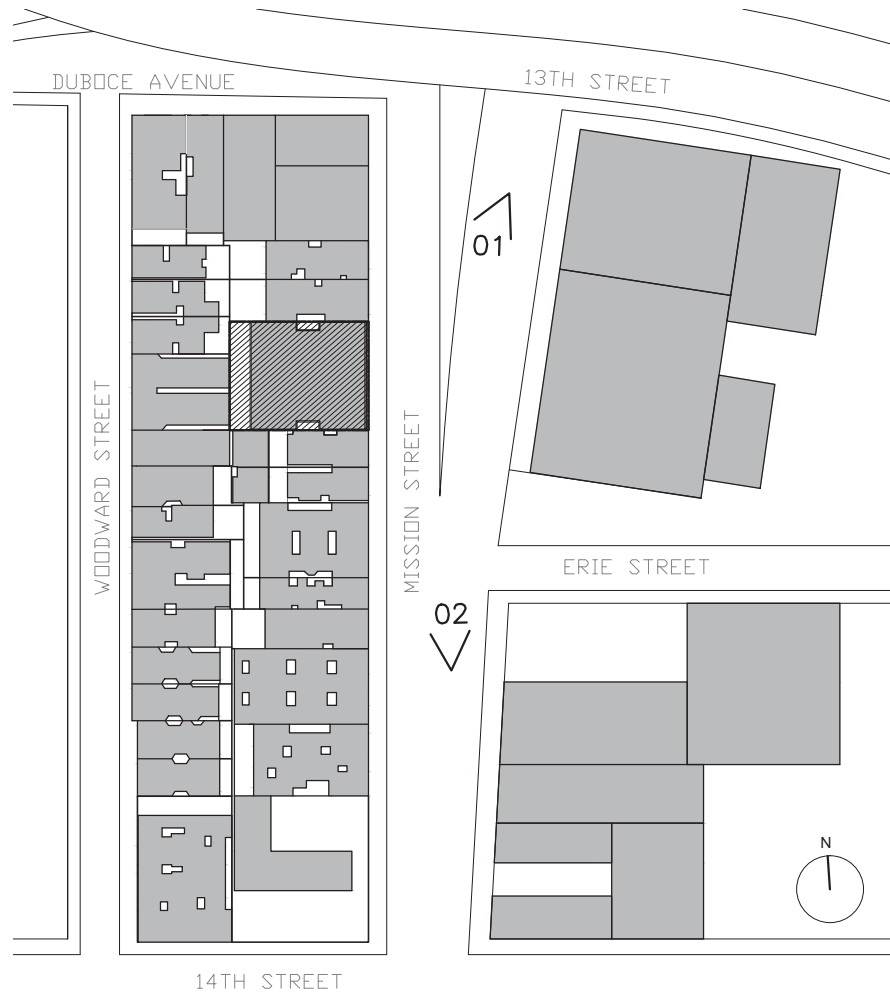 DUBOCE AVENUE
13TH STREET
01
WOODWARD STREET
MISSION STREET
ERIE STREET
02
N
14TH STREET